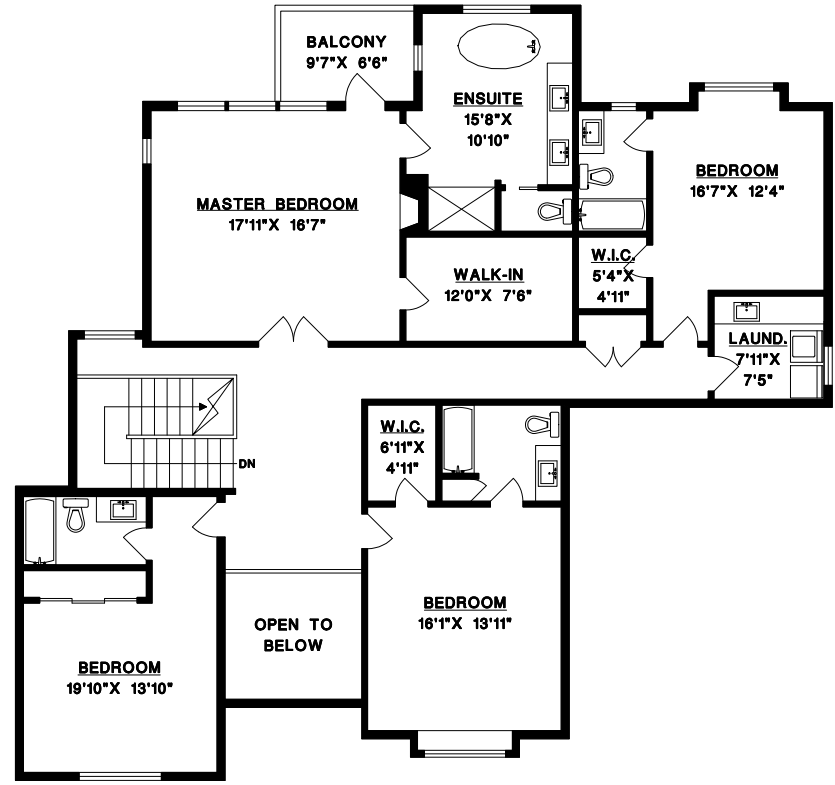 BALCONY
9'7"X 6'6"
ENSUITE
15'8"X
10'10"
BEDROOM
16'7"X 12'4"
MASTER BEDROOM
17'11"X 16'7"
W.I.C.
5'4"X
4'11"
WALK-IN
12'0"X 7'6"
LAUND.
7'11"X
7'5"
W.I.C.
6'11"X
4'11"
DN
BEDROOM
16'1"X 13'11"
OPEN TO
BELOW
BEDROOM
19'10"X 13'10"